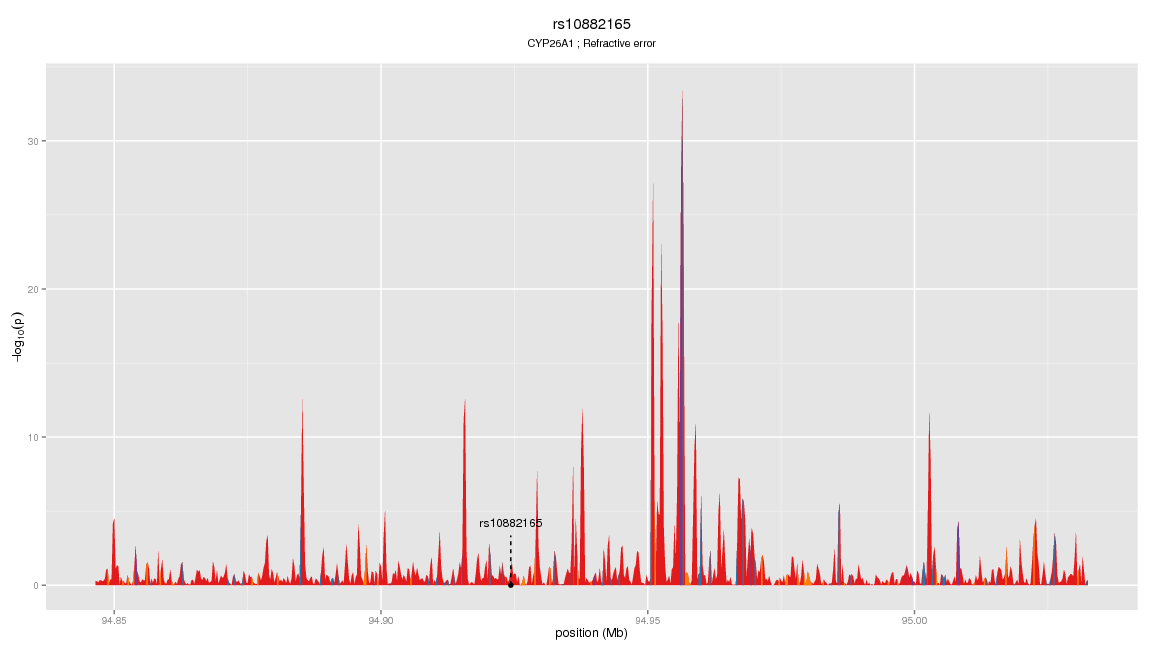 rs10882165
CYP26A1 ; Refractive error
30
20
10
0
−log10(p)
rs10882165
94.85
94.90
94.95
95.00
position (Mb)